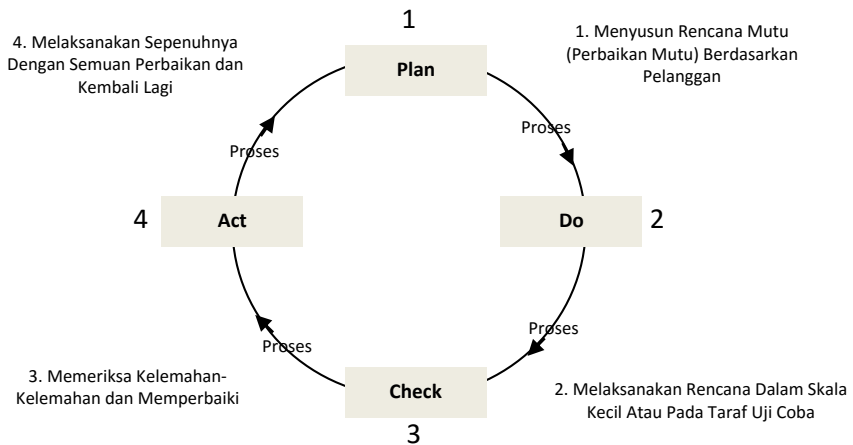 1
Plan
1. Menyusun Rencana Mutu
(Perbaikan Mutu) Berdasarkan
Pelanggan
Proses
Do
2
Proses
2. Melaksanakan Rencana Dalam Skala
Kecil Atau Pada Taraf Uji Coba
Check
3
Proses
3. Memeriksa Kelemahan-
Kelemahan dan Memperbaiki
Act
4
Proses
4. Melaksanakan Sepenuhnya
Dengan Semuan Perbaikan dan
Kembali Lagi